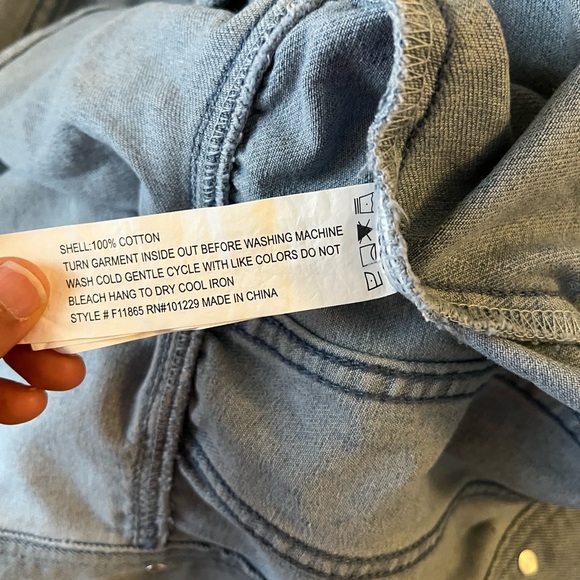 SHELL:100% COTTON
TURN GARMENT INSIDE OUT BEFORE WASHING MACHINE
WASH COLD GENTLE CYCLE WITH LIKE COLORS DO NOT
BLEACH HANG TO DRY COOL IRON
STYLE # F11865 RN#101229 MADE IN CHINA